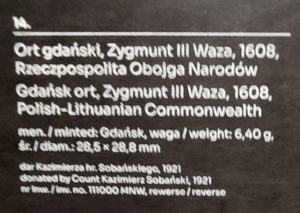 14.
Ort gdański, Zygmunt III Waza, 1608,
Rzeczpospolita Obojga Narodów
Gdańsk ort, Zygmunt III Waza, 1608,
Polish-Lithuanian Commonwealth
men. / minted: Gdańsk, waga / weight: 6,40 g,
śr. / diam.: 28,5 × 28,8 mm
dar Kazimierza hr. Sobańskiego, 1921
donated by Count Kazimierz Sobański, 1921
nr inw. / inv. no. 111000 MNW, rewers / reverse